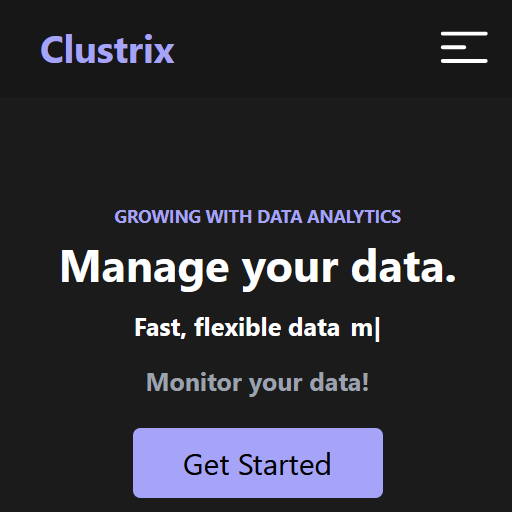 Clustrix
GROWING WITH DATA ANALYTICS
Manage your data.
Fast, flexible data m|
Monitor your data!
Get Started